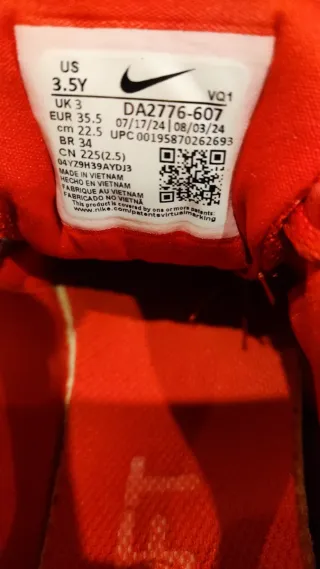 US
3.5Y
VQ1
UK 3
DA2776-607
EUR 35.5
07/17/24 | 08/03/24
cm 22.5
UPC 00195870262693
BR 34
CN 225(2.5)
04YZ9H39AYDJ3
MADE IN VIETNAM
HECHO EN VIETNAM
FABRIQUE AU VIETNAM
FABRICADO NO VIETNÃ
This product is covered by one or more patents.
www.nike.com/patentsvirtualmarking